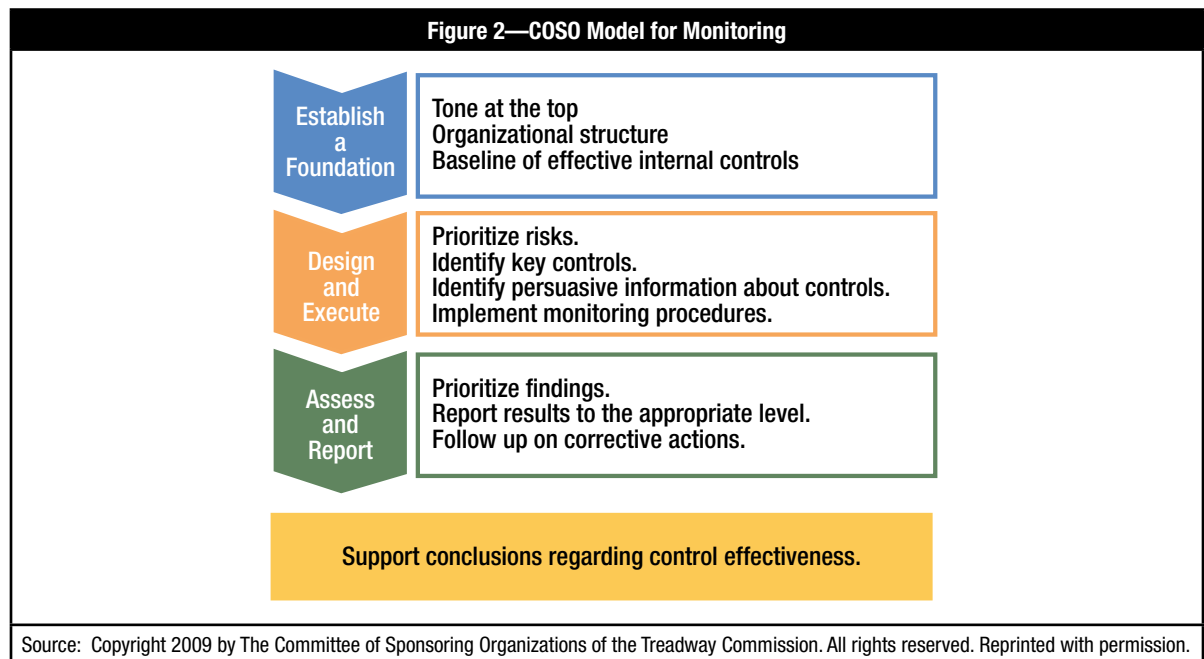 Figure 2—COSO Model for Monitoring
Establish
a
Foundation
Tone at the top
Organizational structure
Baseline of effective internal controls
Design
and
Execute
Prioritize risks.
Identify key controls.
Identify persuasive information about controls.
Implement monitoring procedures.
Assess
and
Report
Prioritize findings.
Report results to the appropriate level.
Follow up on corrective actions.
Support conclusions regarding control effectiveness.
Source: Copyright 2009 by The Committee of Sponsoring Organizations of the Treadway Commission. All rights reserved. Reprinted with permission.